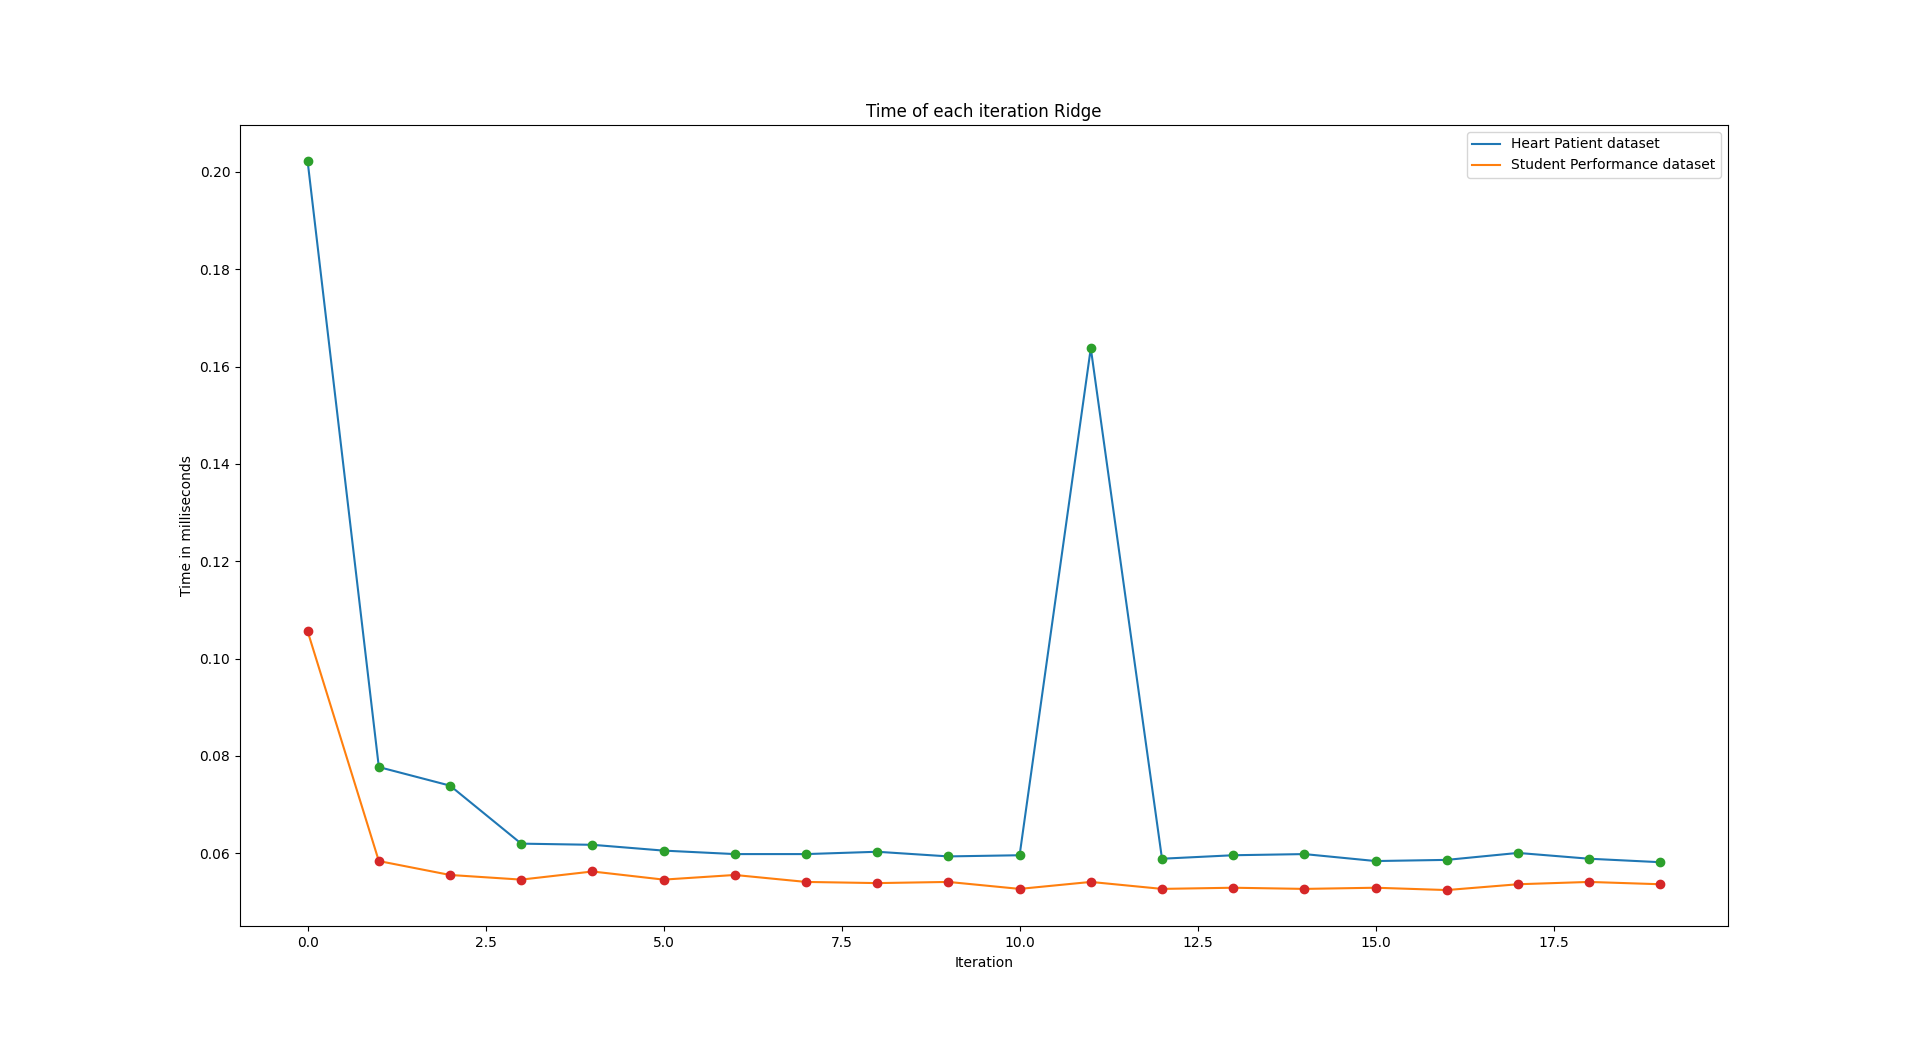 Time of each iteration Ridge
Heart Patient dataset
Student Performance dataset
0.20
0.18
0.16
0.14
0.12
0.10
0.08
0.06
Time in milliseconds
0.0 2.5 5.0 7.5 10.0 12.5 15.0 17.5
Iteration